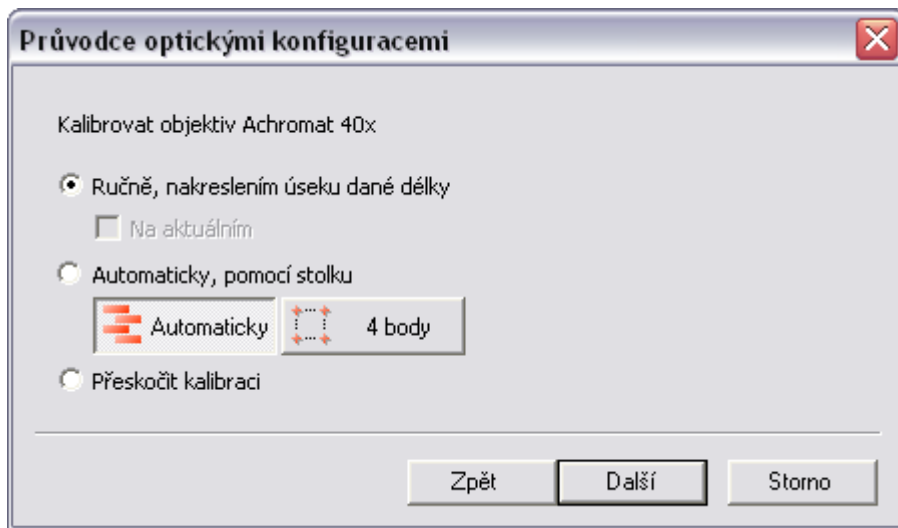 Průvodce optickými konfiguracemi
Kalibrovat objektiv Achromat 40x
Ručně, nakreslením úseku dané délky
Na aktuálním
Automaticky, pomocí stolku
Automaticky 4 body
Přeskočit kalibraci
Zpět Další Storno